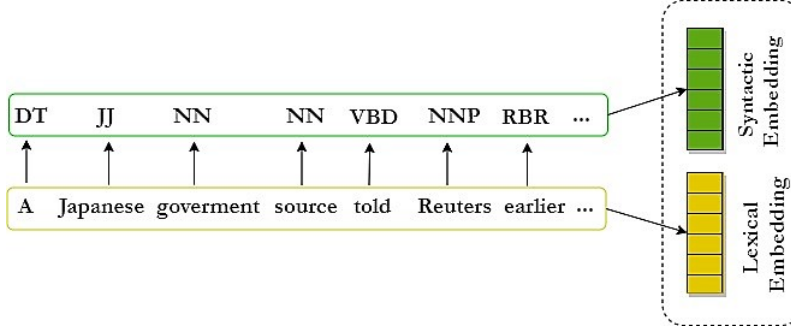 DT JJ NN NN VBD NNP RBR ...
A Japanese goverment source told Reuters earlier ...
Syntactic
Embedding
Lexical
Embedding